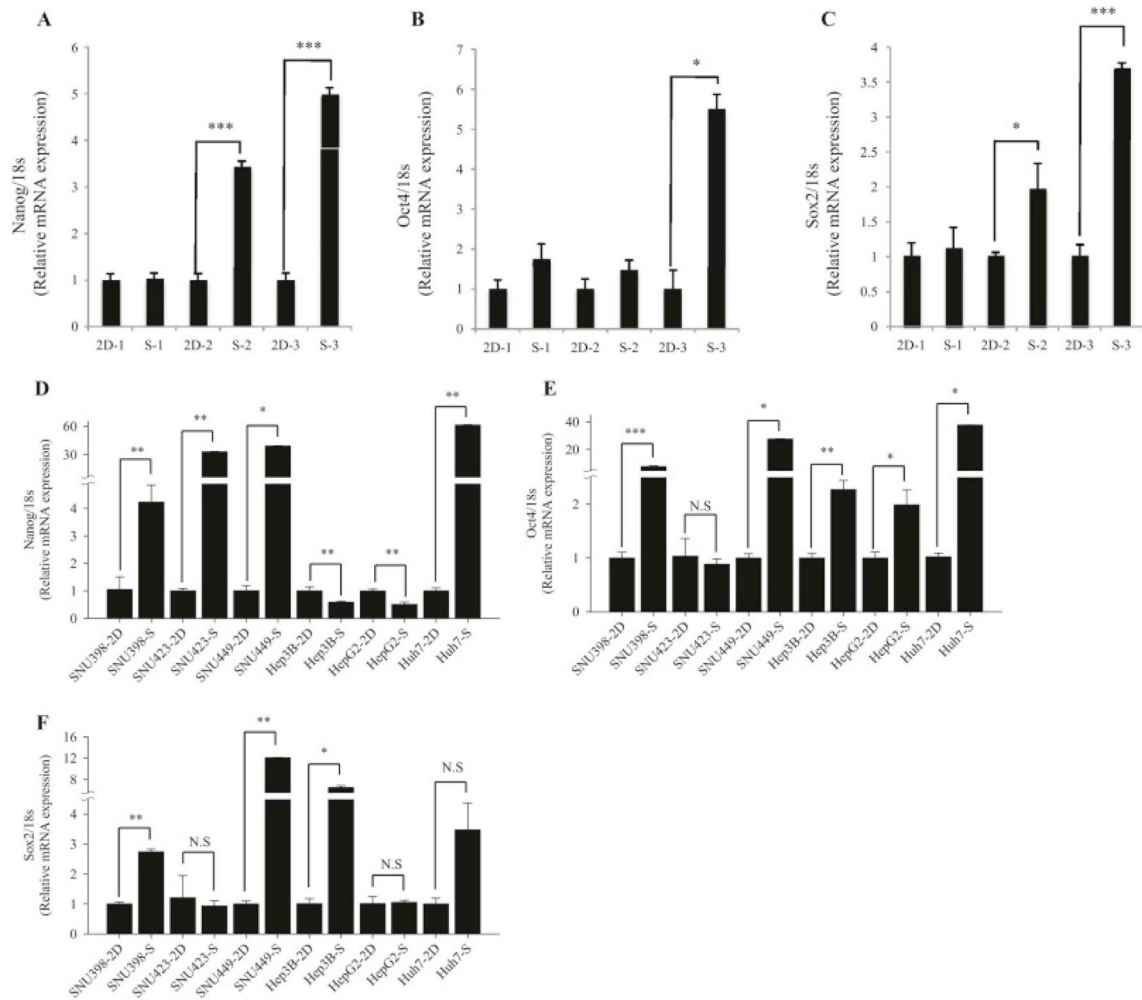 A
Nanog/18s
(Relative mRNA expression)
6
5
4
3
2
1
0
***
***
2D-1 S-1 2D-2 S-2 2D-3 S-3
B
Oct4/18s
(Relative mRNA expression)
7
6
5
4
3
2
1
0
*
2D-1 S-1 2D-2 S-2 2D-3 S-3
C
Sox2/18s
(Relative mRNA expression)
4
3.5
3
2.5
2
1.5
1
0.5
0
*
***
2D-1 S-1 2D-2 S-2 2D-3 S-3
D
Nanog/18s
(Relative mRNA expression)
60
30
4
2
1
0
**
**
*
**
**
**
SNU398-2D
SNU398-S
SNU423-2D
SNU423-S
SNU449-2D
SNU449-S
Hep3B-2D
Hep3B-S
HepG2-2D
HepG2-S
Huh7-2D
Huh7-S
E
Oct4/18s
(Relative mRNA expression)
40
20
2
1
0
***
N.S
*
**
*
*
SNU398-2D
SNU398-S
SNU423-2D
SNU423-S
SNU449-2D
SNU449-S
Hep3B-2D
Hep3B-S
HepG2-2D
HepG2-S
Huh7-2D
Huh7-S
F
Sox2/18s
(Relative mRNA expression)
16
12
8
4
3
2
1
0
**
N.S
**
*
N.S
N.S
SNU398-2D
SNU398-S
SNU423-2D
SNU423-S
SNU449-2D
SNU449-S
Hep3B-2D
Hep3B-S
HepG2-2D
HepG2-S
Huh7-2D
Huh7-S